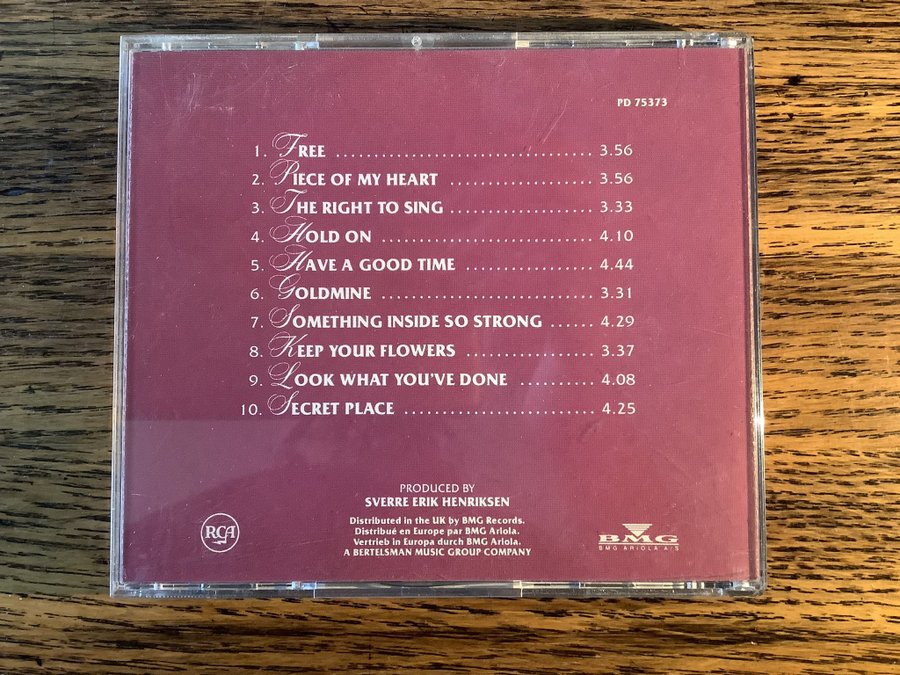 PD 75373
1. FREE .................................. 3.56
2. PIECE OF MY HEART ................... 3.56
3. THE RIGHT TO SING ................... 3.33
4. HOLD ON ............................ 4.10
5. HAVE A GOOD TIME ................. 4.44
6. GOLDMINE ............................ 3.31
7. SOMETHING INSIDE SO STRONG ...... 4.29
8. KEEP YOUR FLOWERS ................. 3.37
9. LOOK WHAT YOU'VE DONE .......... 4.08
10. SECRET PLACE ......................... 4.25
PRODUCED BY
SVERRE ERIK HENRIKSEN
Distributed in the UK by BMG Records.
Distribué en Europe par BMG Ariola.
Vertrieb in Europa durch BMG Ariola.
A BERTELSMAN MUSIC GROUP COMPANY
RCA
BMG
BMG ARIOLA A/S